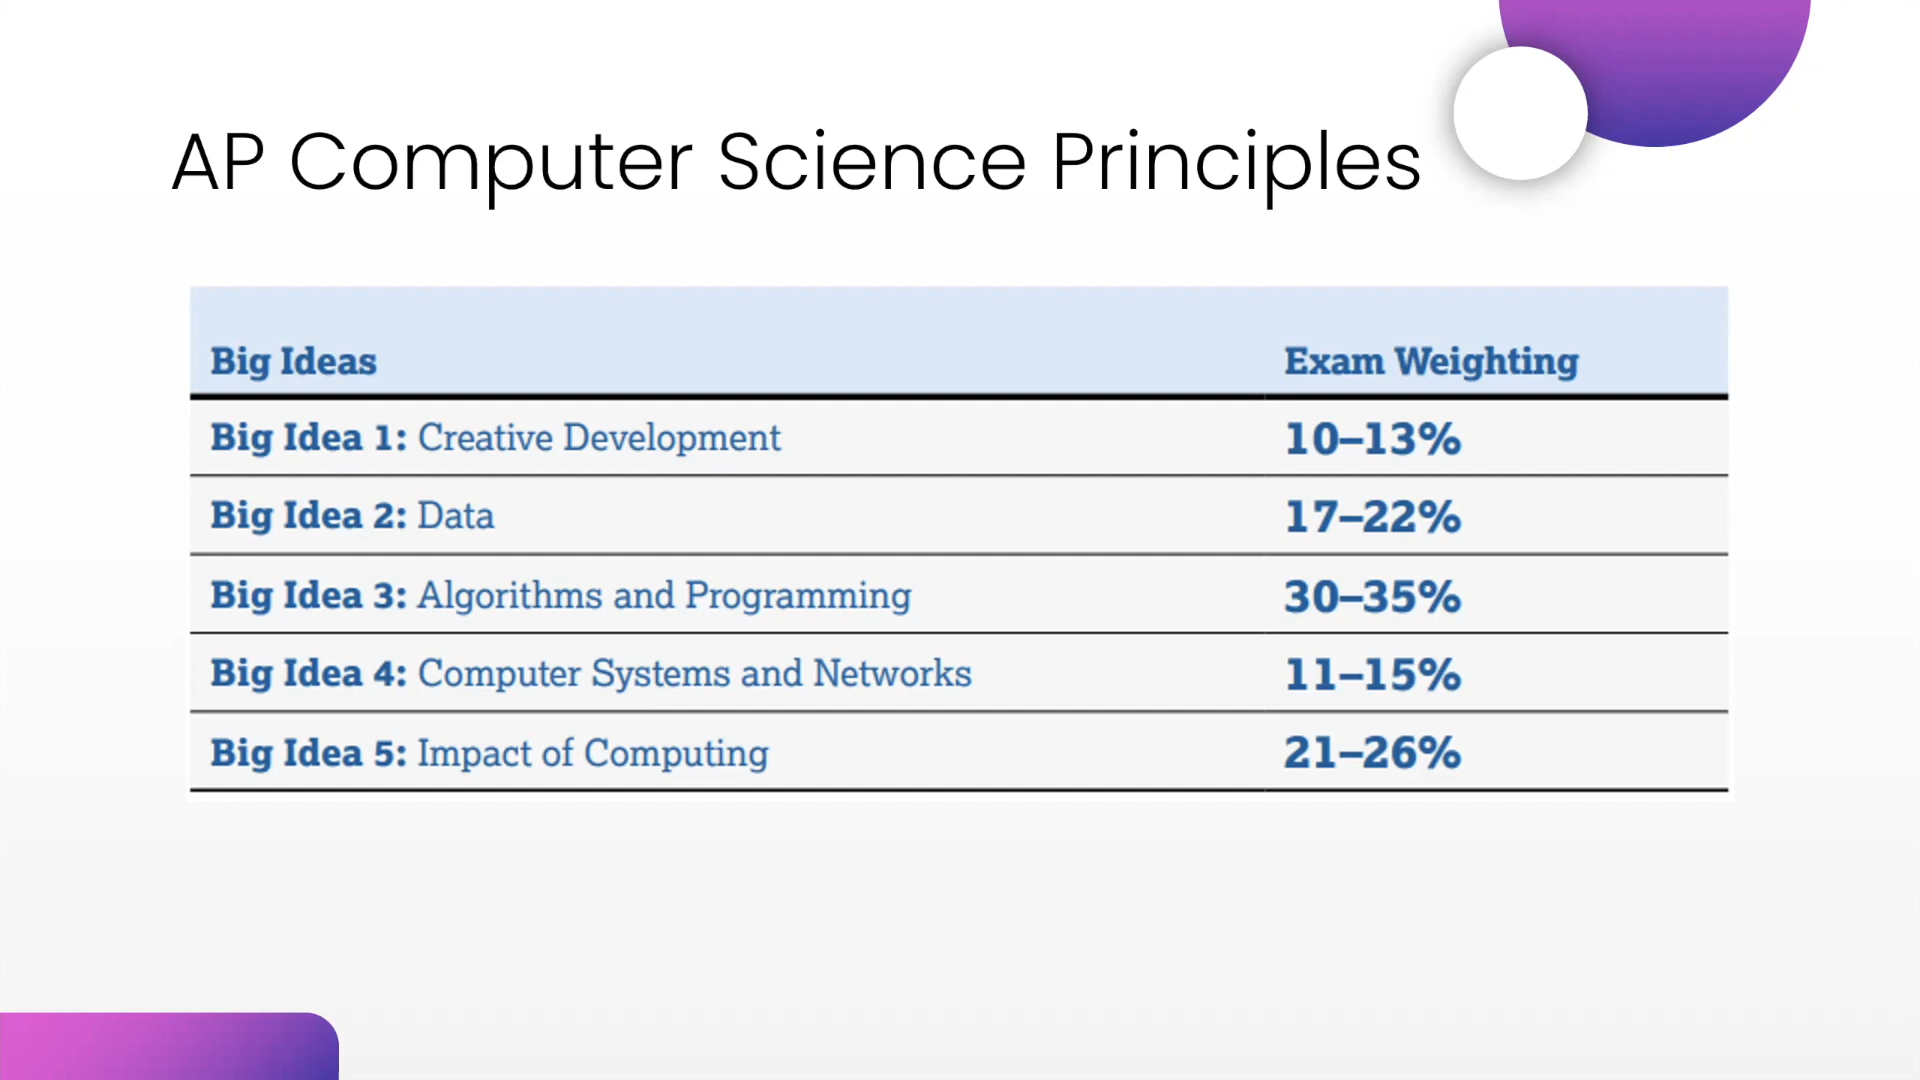 AP Computer Science Principles
Big Ideas Exam Weighting
Big Idea 1: Creative Development 10–13%
Big Idea 2: Data 17–22%
Big Idea 3: Algorithms and Programming 30–35%
Big Idea 4: Computer Systems and Networks 11–15%
Big Idea 5: Impact of Computing 21–26%